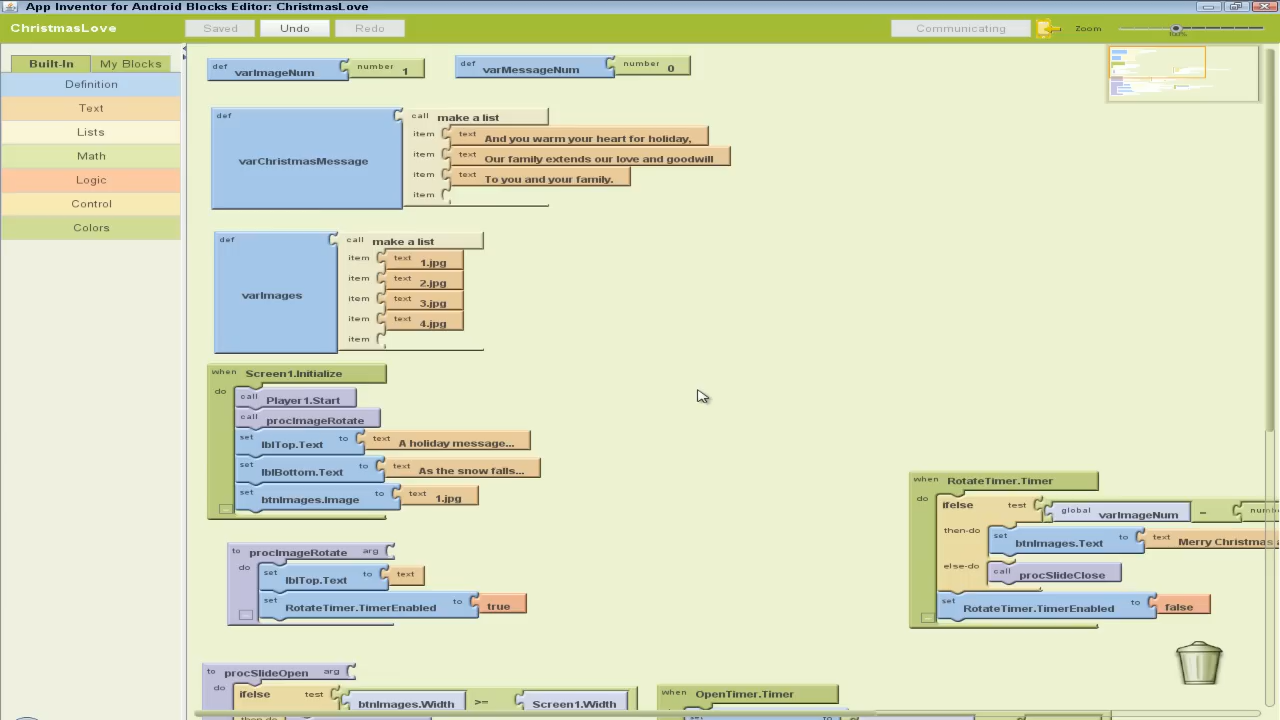 App Inventor for Android Blocks Editor: ChristmasLove
ChristmasLove Saved Undo Redo Communicating Zoom
100%
Built-In My Blocks
Definition
Text
Lists
Math
Logic
Control
Colors
def varImageNum number 1
def varMessageNum number 0
def varChristmasMessage call make a list
item text And you warm your heart for holiday,
item text Our family extends our love and goodwill
item text To you and your family.
item
def varImages call make a list
item text 1.jpg
item text 2.jpg
item text 3.jpg
item text 4.jpg
item
when Screen1.Initialize
do call Player1.Start
call procImageRotate
set lblTop.Text to text A holiday message...
set lblBottom.Text to text As the snow falls...
set btnImages.Image to text 1.jpg
to procImageRotate arg
do set lblTop.Text to text
set RotateTimer.TimerEnabled to true
when RotateTimer.Timer
do ifelse test global varImageNum
then-do set btnImages.Text to text Merry Christmas
else-do call procSlideClose
set RotateTimer.TimerEnabled to false
to procSlideOpen arg
do ifelse test btnImages.Width >= Screen1.Width
when OpenTimer.Timer